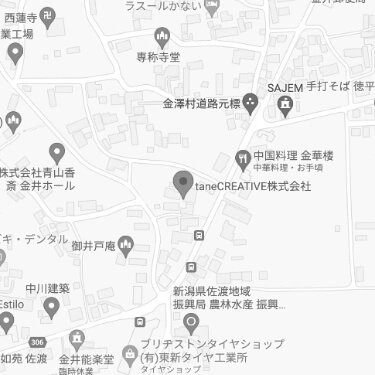 ラスールかない
西蓮寺
業工場
専称寺堂
金澤村道路元標
SAJEM
手打そば 徳平
中国料理 金華楼
中華料理・お手頃
株式会社青山香
斎 金井ホール
taneCREATIVE株式会社
デンタル
御井戸庵
中川建築
Estilo
新潟県佐渡地域
振興局 農林水産 振興...
306
如苑 佐渡
金井能楽堂
臨時休業
ブリヂストンタイヤショップ
(有)東新タイヤ工業所
タイヤショップ